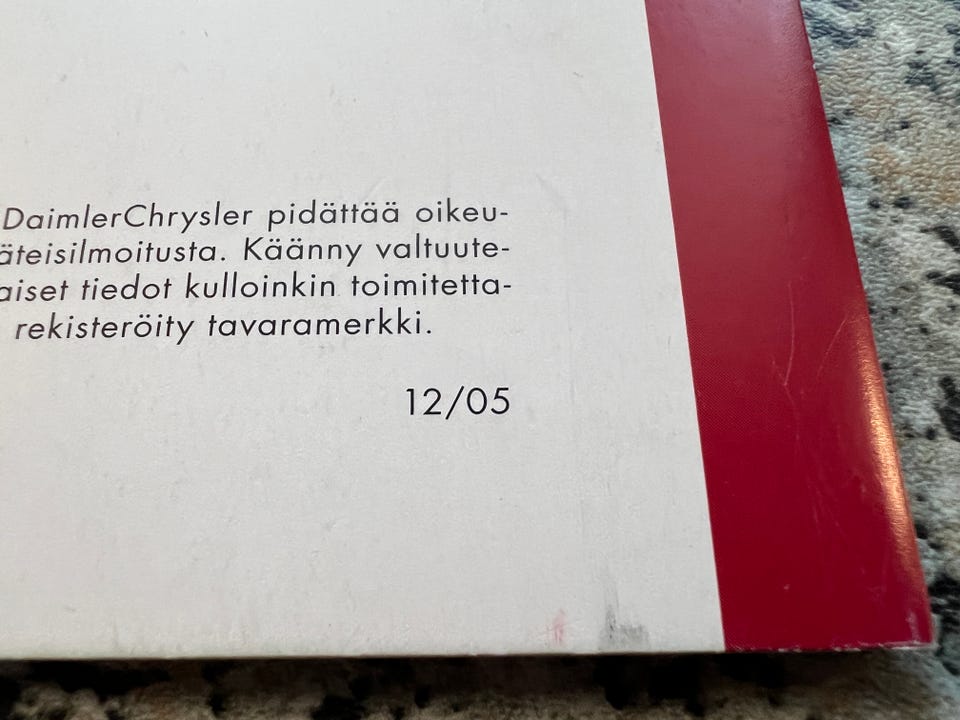 DaimlerChrysler pidättää oikeu-
äteisilmoitusta. Käänny valtuute-
aiset tiedot kulloinkin toimitetta-
rekisteröity tavaramerkki.
12/05